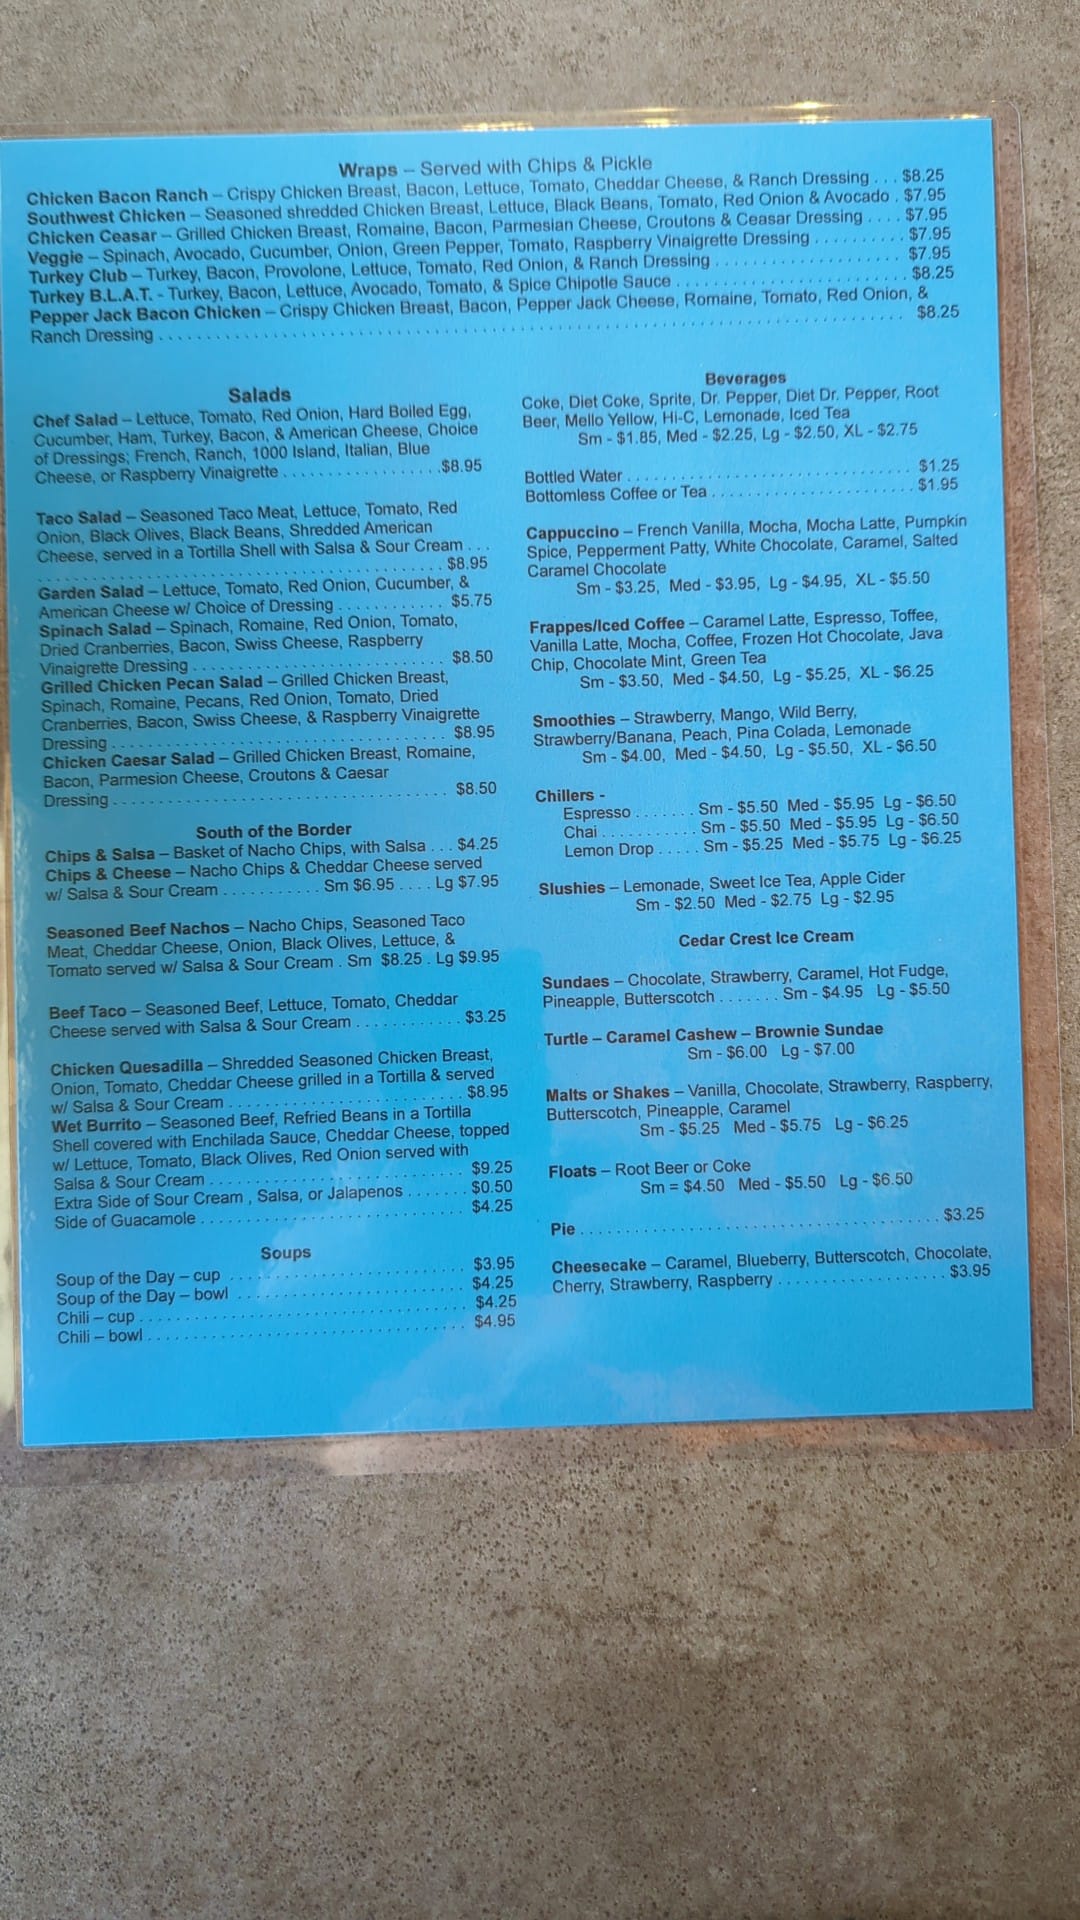 Wraps – Served with Chips & Pickle
Chicken Bacon Ranch – Crispy Chicken Breast, Bacon, Lettuce, Tomato, Cheddar Cheese, & Ranch Dressing . . . $8.25
Southwest Chicken – Seasoned shredded Chicken Breast, Lettuce, Black Beans, Tomato, Red Onion & Avocado . $7.95
Chicken Ceasar – Grilled Chicken Breast, Romaine, Bacon, Parmesian Cheese, Croutons & Ceasar Dressing . . . . $7.95
Veggie – Spinach, Avocado, Cucumber, Onion, Green Pepper, Tomato, Raspberry Vinaigrette Dressing . . . . . . . . . . $7.95
Turkey Club – Turkey, Bacon, Provolone, Lettuce, Tomato, Red Onion, & Ranch Dressing . . . . . . . . . . $7.95
Turkey B.L.A.T. - Turkey, Bacon, Lettuce, Avocado, Tomato, & Spice Chipotle Sauce . . . . . . . . . . $8.25
Pepper Jack Bacon Chicken – Crispy Chicken Breast, Bacon, Pepper Jack Cheese, Romaine, Tomato, Red Onion, &
Ranch Dressing . . . . . . . . . . $8.25
Salads
Chef Salad – Lettuce, Tomato, Red Onion, Hard Boiled Egg,
Cucumber, Ham, Turkey, Bacon, & American Cheese, Choice
of Dressings; French, Ranch, 1000 Island, Italian, Blue
Cheese, or Raspberry Vinaigrette . . . . . . . . . . $8.95
Taco Salad – Seasoned Taco Meat, Lettuce, Tomato, Red
Onion, Black Olives, Black Beans, Shredded American
Cheese, served in a Tortilla Shell with Salsa & Sour Cream . . .
. . . . . . . . . . $8.95
Garden Salad – Lettuce, Tomato, Red Onion, Cucumber, &
American Cheese w/ Choice of Dressing . . . . . . . . . . $5.75
Spinach Salad – Spinach, Romaine, Red Onion, Tomato,
Dried Cranberries, Bacon, Swiss Cheese, Raspberry
Vinaigrette Dressing . . . . . . . . . . $8.50
Grilled Chicken Pecan Salad – Grilled Chicken Breast,
Spinach, Romaine, Pecans, Red Onion, Tomato, Dried
Cranberries, Bacon, Swiss Cheese, & Raspberry Vinaigrette
Dressing . . . . . . . . . . $8.95
Chicken Caesar Salad – Grilled Chicken Breast, Romaine,
Bacon, Parmesion Cheese, Croutons & Caesar
Dressing . . . . . . . . . . $8.50
South of the Border
Chips & Salsa – Basket of Nacho Chips, with Salsa . . . $4.25
Chips & Cheese – Nacho Chips & Cheddar Cheese served
w/ Salsa & Sour Cream . . . . . . . . . . Sm $6.95 . . . . Lg $7.95
Seasoned Beef Nachos – Nacho Chips, Seasoned Taco
Meat, Cheddar Cheese, Onion, Black Olives, Lettuce, &
Tomato served w/ Salsa & Sour Cream . Sm $8.25 . Lg $9.95
Beef Taco – Seasoned Beef, Lettuce, Tomato, Cheddar
Cheese served with Salsa & Sour Cream . . . . . . . . . . $3.25
Chicken Quesadilla – Shredded Seasoned Chicken Breast,
Onion, Tomato, Cheddar Cheese grilled in a Tortilla & served
w/ Salsa & Sour Cream . . . . . . . . . . $8.95
Wet Burrito – Seasoned Beef, Refried Beans in a Tortilla
Shell covered with Enchilada Sauce, Cheddar Cheese, topped
w/ Lettuce, Tomato, Black Olives, Red Onion served with
Salsa & Sour Cream . . . . . . . . . . $9.25
Extra Side of Sour Cream , Salsa, or Jalapenos . . . . . . . $0.50
Side of Guacamole . . . . . . . . . . $4.25
Soups
Soup of the Day – cup . . . . . . . . . . $3.95
Soup of the Day – bowl . . . . . . . . . . $4.25
Chili – cup . . . . . . . . . . $4.25
Chili – bowl . . . . . . . . . . $4.95
Beverages
Coke, Diet Coke, Sprite, Dr. Pepper, Diet Dr. Pepper, Root
Beer, Mello Yellow, Hi-C, Lemonade, Iced Tea
Sm - $1.85, Med - $2.25, Lg - $2.50, XL - $2.75
Bottled Water . . . . . . . . . . $1.25
Bottomless Coffee or Tea . . . . . . . . . . $1.95
Cappuccino – French Vanilla, Mocha, Mocha Latte, Pumpkin
Spice, Pepperment Patty, White Chocolate, Caramel, Salted
Caramel Chocolate
Sm - $3.25, Med - $3.95, Lg - $4.95, XL - $5.50
Frappes/Iced Coffee – Caramel Latte, Espresso, Toffee,
Vanilla Latte, Mocha, Coffee, Frozen Hot Chocolate, Java
Chip, Chocolate Mint, Green Tea
Sm - $3.50, Med - $4.50, Lg - $5.25, XL - $6.25
Smoothies – Strawberry, Mango, Wild Berry,
Strawberry/Banana, Peach, Pina Colada, Lemonade
Sm - $4.00, Med - $4.50, Lg - $5.50, XL - $6.50
Chillers -
Espresso . . . . . . . Sm - $5.50 Med - $5.95 Lg - $6.50
Chai . . . . . . . . . . Sm - $5.50 Med - $5.95 Lg - $6.50
Lemon Drop . . . . . Sm - $5.25 Med - $5.75 Lg - $6.25
Slushies – Lemonade, Sweet Ice Tea, Apple Cider
Sm - $2.50 Med - $2.75 Lg - $2.95
Cedar Crest Ice Cream
Sundaes – Chocolate, Strawberry, Caramel, Hot Fudge,
Pineapple, Butterscotch . . . . . . . Sm - $4.95 Lg - $5.50
Turtle – Caramel Cashew – Brownie Sundae
Sm - $6.00 Lg - $7.00
Malts or Shakes – Vanilla, Chocolate, Strawberry, Raspberry,
Butterscotch, Pineapple, Caramel
Sm - $5.25 Med - $5.75 Lg - $6.25
Floats – Root Beer or Coke
Sm = $4.50 Med - $5.50 Lg - $6.50
Pie . . . . . . . . . . $3.25
Cheesecake – Caramel, Blueberry, Butterscotch, Chocolate,
Cherry, Strawberry, Raspberry . . . . . . . . . . $3.95